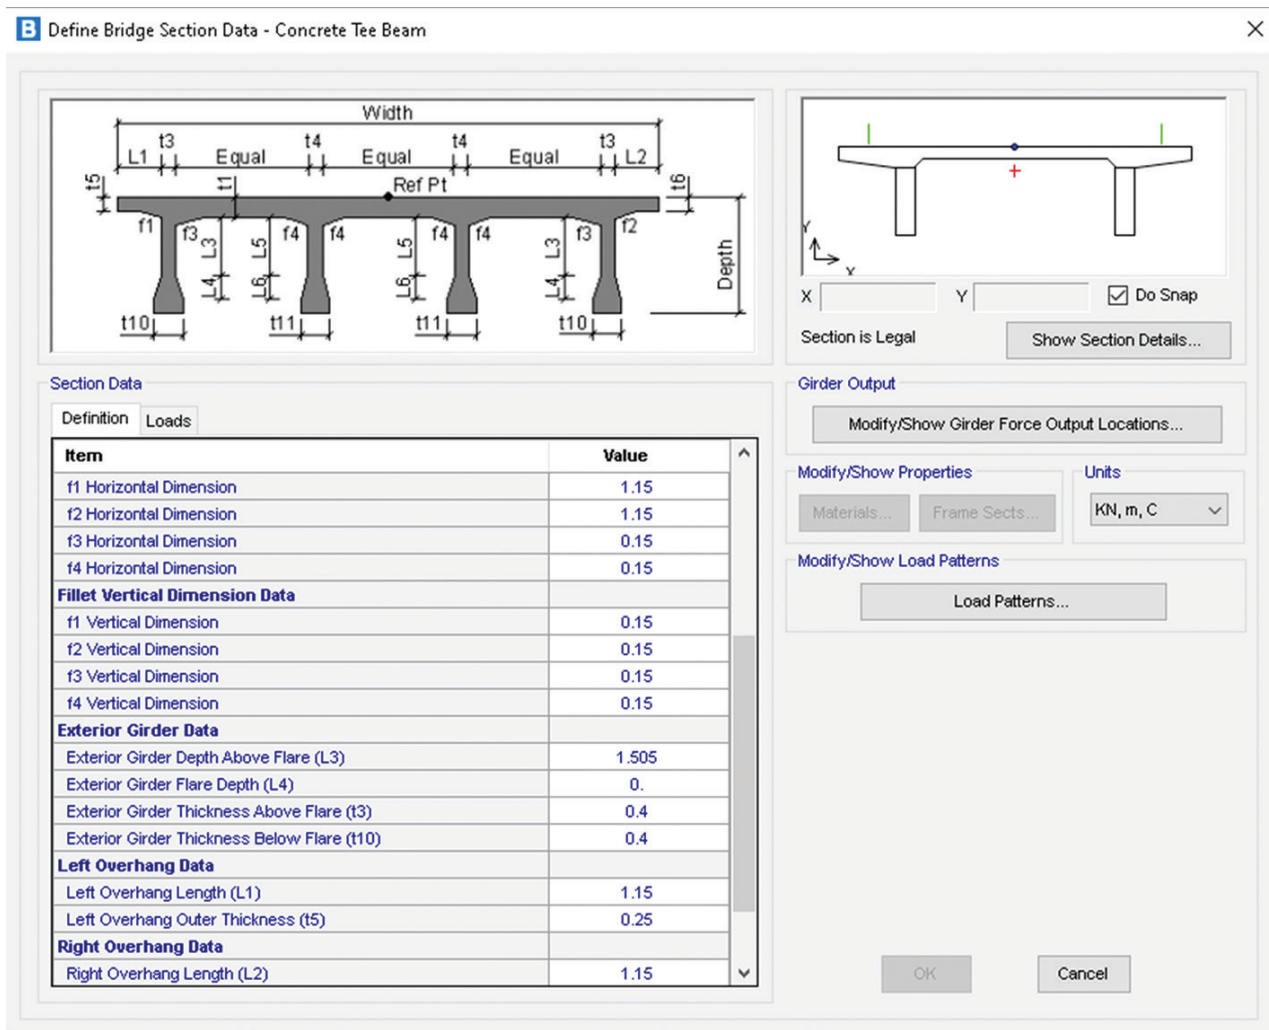 B Define Bridge Section Data - Concrete Tee Beam
Width
t3 t4 t4 t3
L1 Equal Equal Equal L2
t5 t1 Ref Pt t6
f1 f3 L3 L5 f4 f4 L5 f4 f4 L3 f3 f2
L4 L6 L6 L4 Depth
t10 t11 t11 t10
Y
X
X Y Do Snap
Section is Legal Show Section Details...
Section Data
Definition Loads
Item Value
f1 Horizontal Dimension 1.15
f2 Horizontal Dimension 1.15
f3 Horizontal Dimension 0.15
f4 Horizontal Dimension 0.15
Fillet Vertical Dimension Data
f1 Vertical Dimension 0.15
f2 Vertical Dimension 0.15
f3 Vertical Dimension 0.15
f4 Vertical Dimension 0.15
Exterior Girder Data
Exterior Girder Depth Above Flare (L3) 1.505
Exterior Girder Flare Depth (L4) 0.
Exterior Girder Thickness Above Flare (t3) 0.4
Exterior Girder Thickness Below Flare (t10) 0.4
Left Overhang Data
Left Overhang Length (L1) 1.15
Left Overhang Outer Thickness (t5) 0.25
Right Overhang Data
Right Overhang Length (L2) 1.15
Girder Output
Modify/Show Girder Force Output Locations...
Modify/Show Properties
Materials... Frame Sects...
Units
KN, m, C
Modify/Show Load Patterns
Load Patterns...
OK Cancel